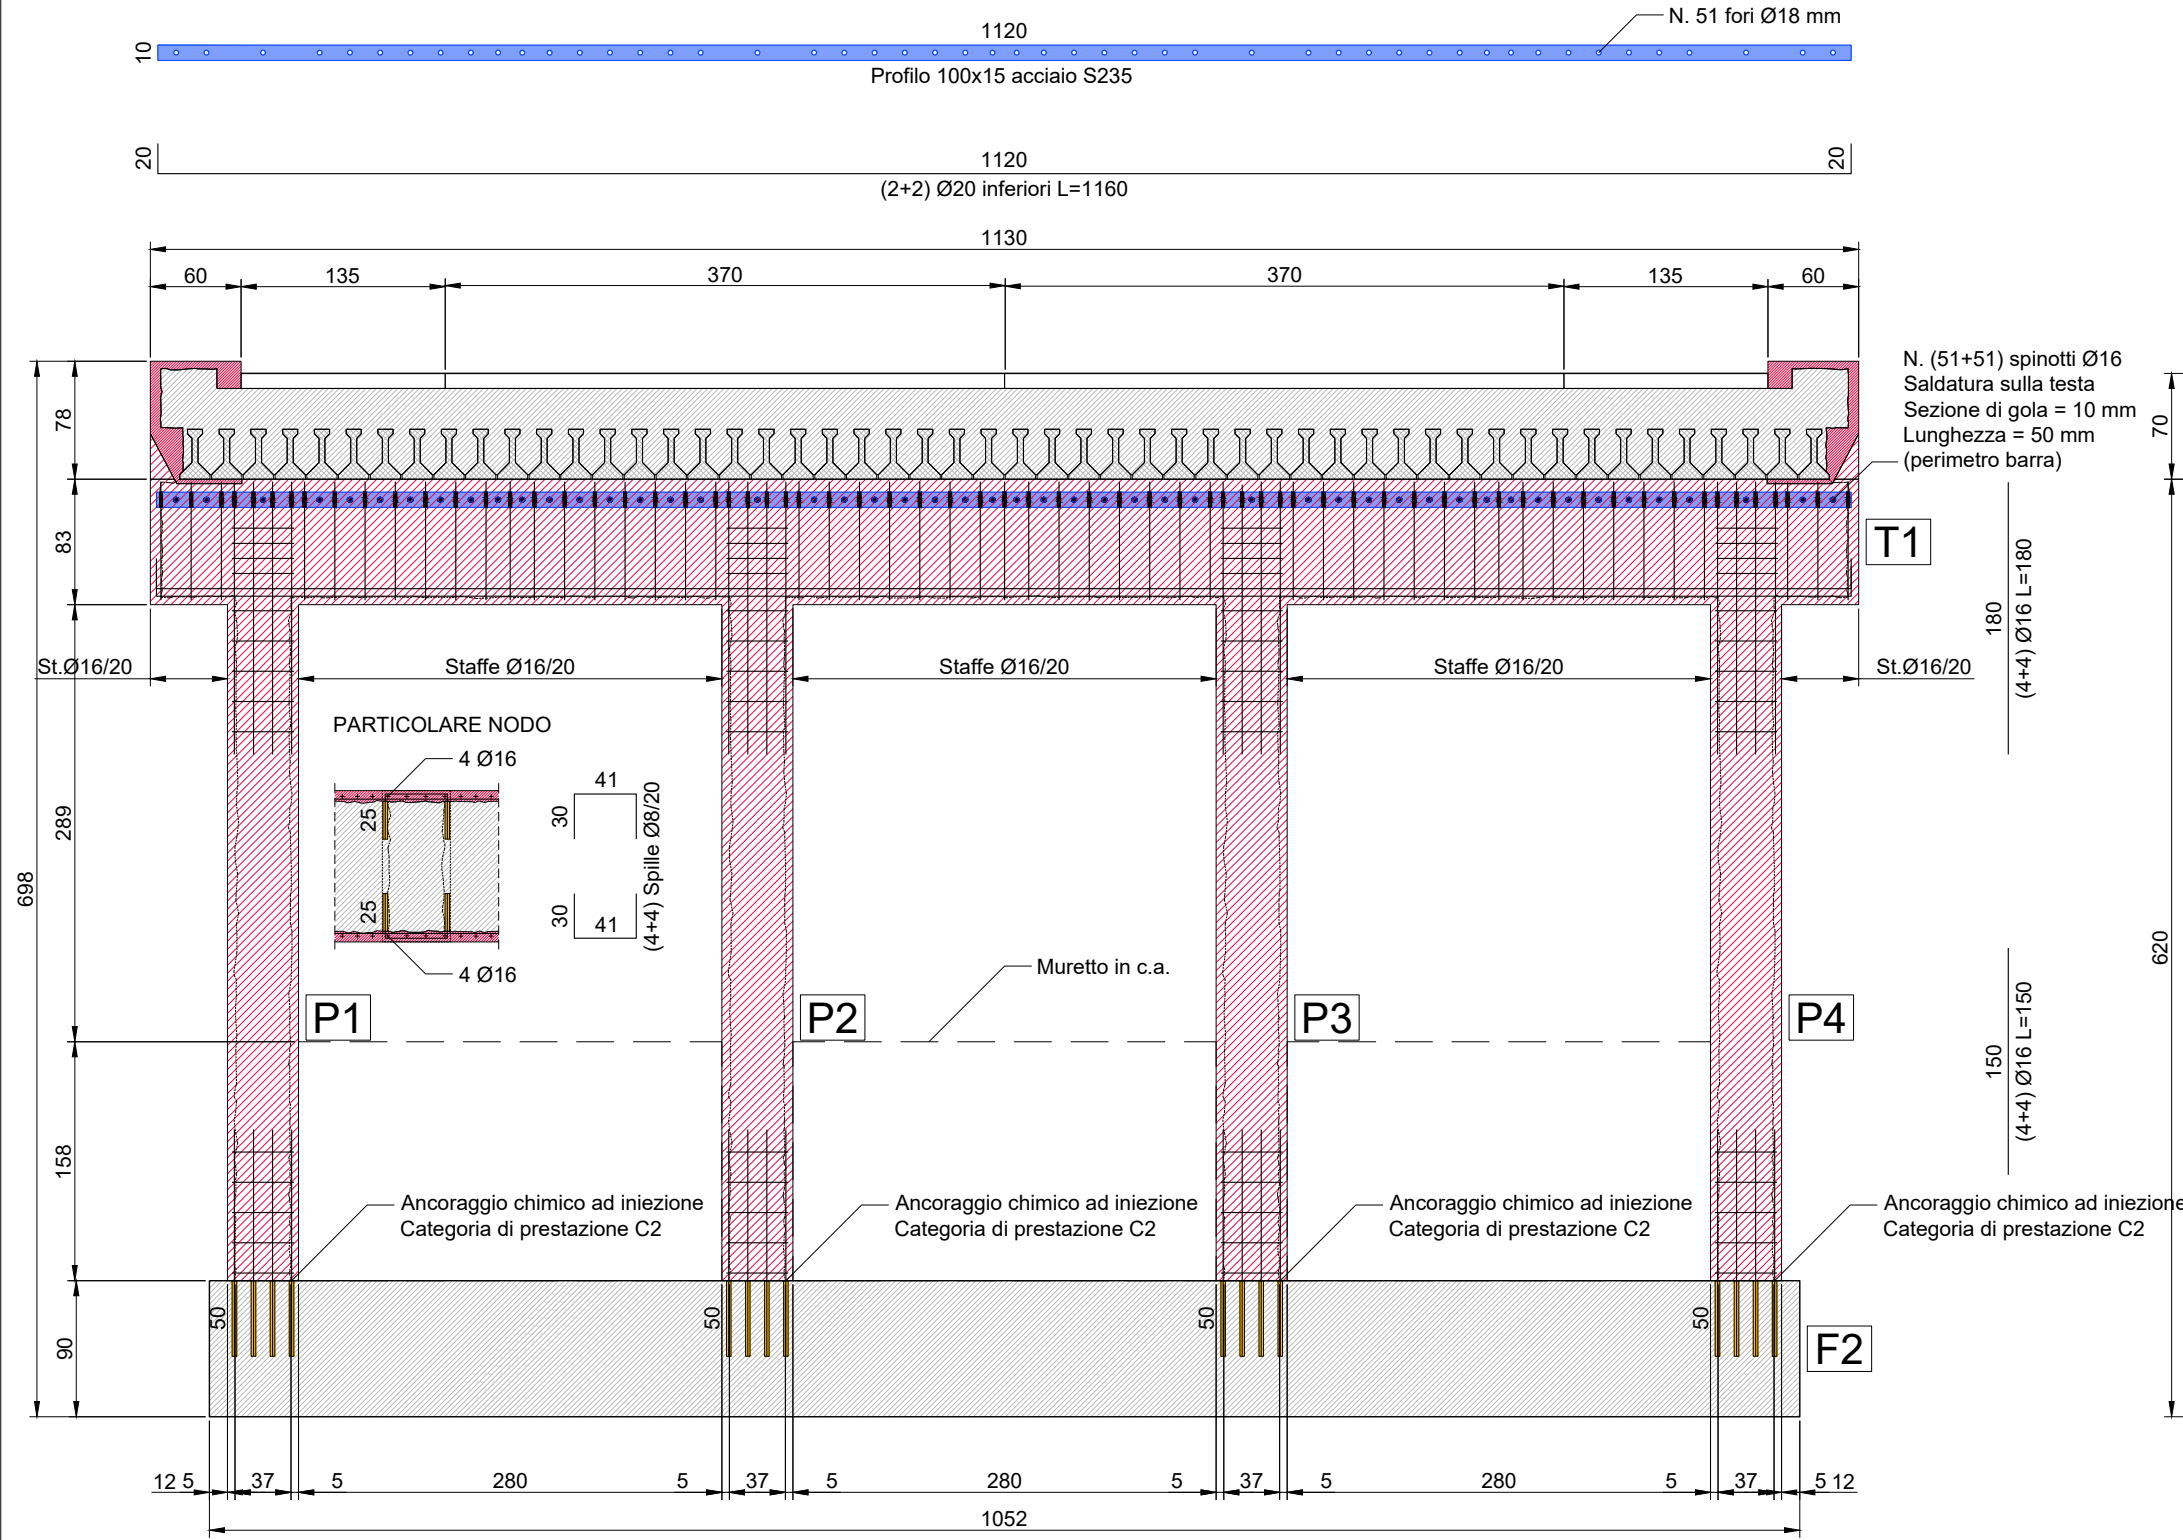 N. 51 fori Ø18 mm
1120
10
Profilo 100x15 acciaio S235
20
1120
20
(2+2) Ø20 inferiori L=1160
1130
60
135
370
370
135
60
N. (51+51) spinotti Ø16
Saldatura sulla testa
Sezione di gola = 10 mm
Lunghezza = 50 mm
(perimetro barra)
78
70
83
T1
180
(4+4) Ø16 L=180
St.Ø16/20
Staffe Ø16/20
Staffe Ø16/20
Staffe Ø16/20
St.Ø16/20
PARTICOLARE NODO
4 Ø16
25
25
4 Ø16
41
30
30
41
(4+4) Spille Ø8/20
289
698
620
Muretto in c.a.
P1
P2
P3
P4
150
(4+4) Ø16 L=150
158
Ancoraggio chimico ad iniezione
Categoria di prestazione C2
Ancoraggio chimico ad iniezione
Categoria di prestazione C2
Ancoraggio chimico ad iniezione
Categoria di prestazione C2
Ancoraggio chimico ad iniezione
Categoria di prestazione C2
50
50
50
50
90
F2
12 5
37
5
280
5
37
5
280
5
37
5
280
5
37
5 12
1052